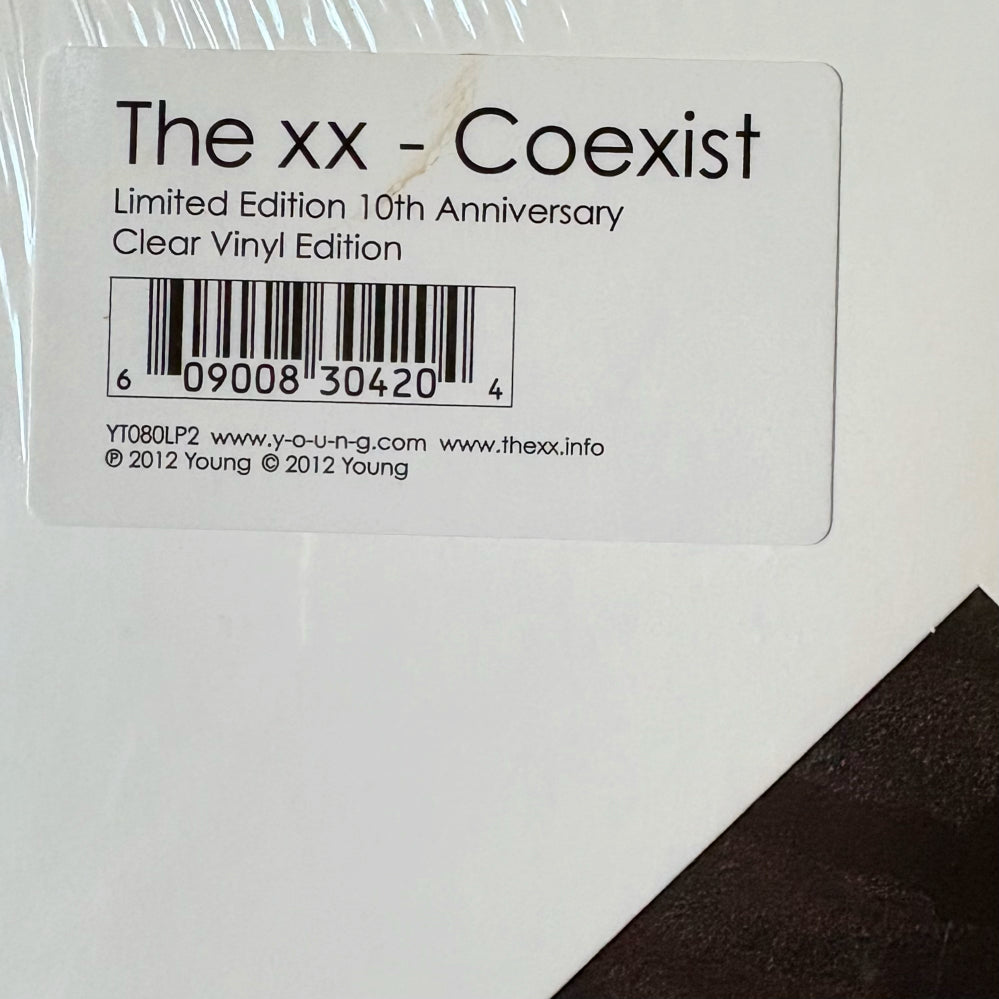 The xx - Coexist
Limited Edition 10th Anniversary
Clear Vinyl Edition
6 09008 30420 4
YT080LP2 www.y-o-u-n-g.com www.thexx.info
℗ 2012 Young © 2012 Young